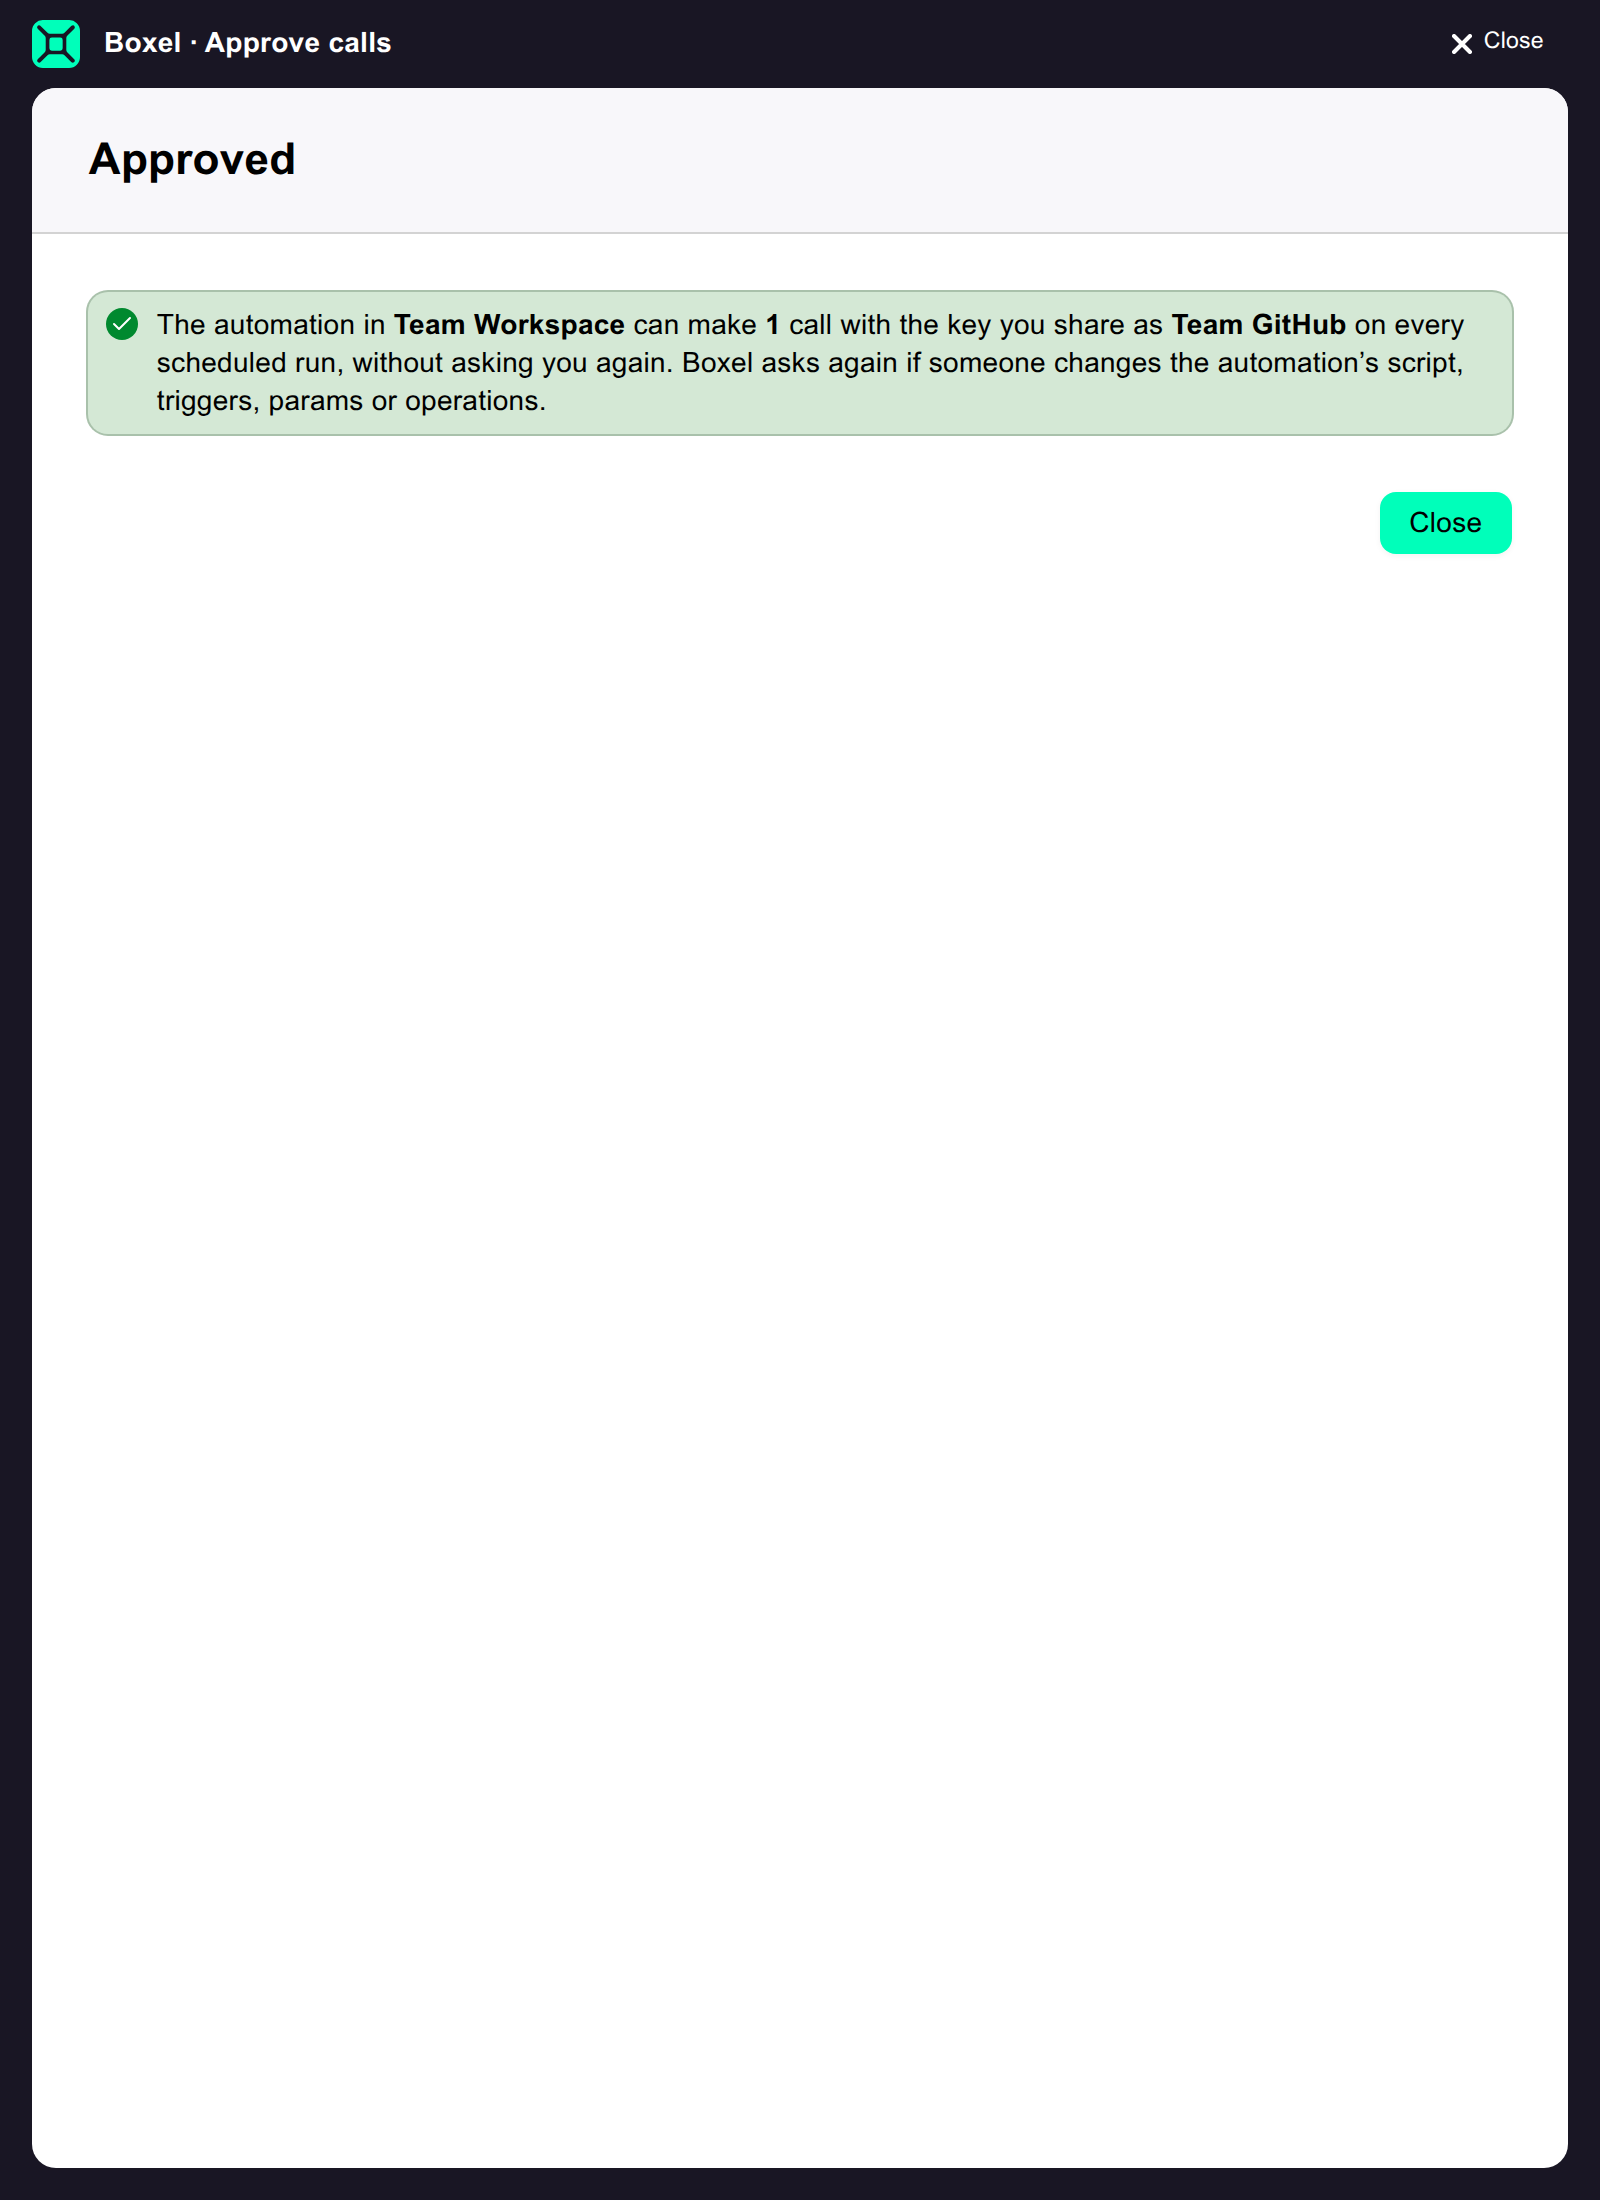 Boxel · Approve calls
Close
Approved
The automation in Team Workspace can make 1 call with the key you share as Team GitHub on every
scheduled run, without asking you again. Boxel asks again if someone changes the automation’s script,
triggers, params or operations.
Close